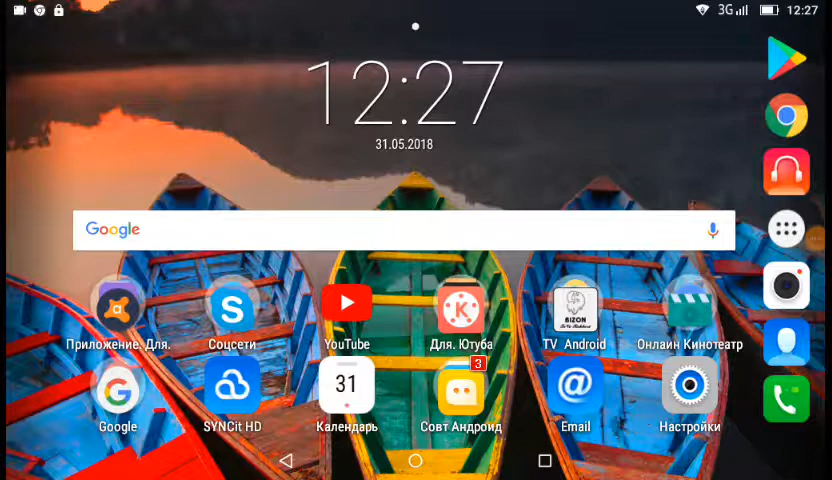 3G 12:27
12:27
31.05.2018
Google
Приложение. Для.
Соцсети
YouTube
Для. Ютуба
BIZON
TV Android
Онлаин Кинотеатр
31
3
Google
SYNCit HD
Календарь
Совт Андроид
Email
Настройки